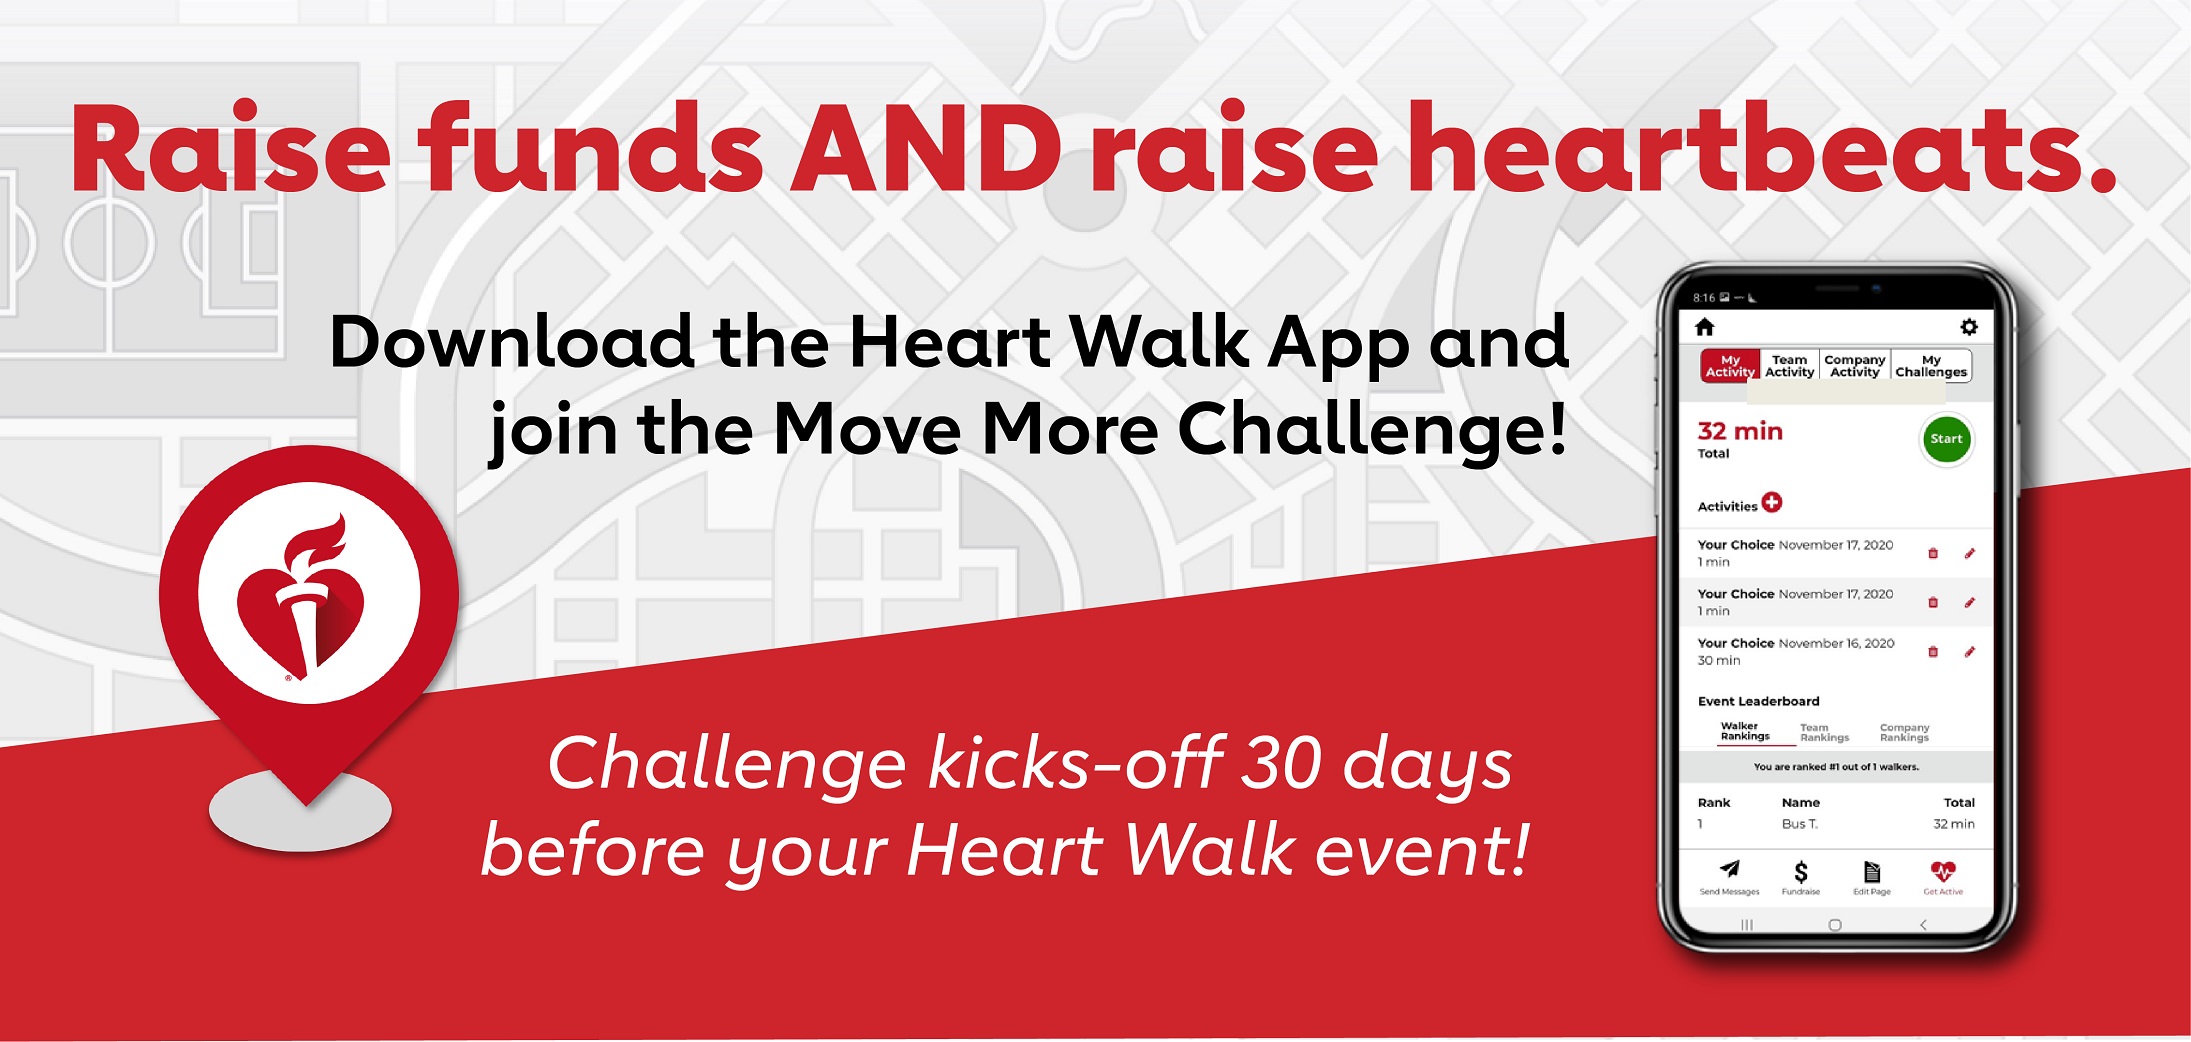 Raise funds AND raise heartbeats.
Download the Heart Walk App and
join the Move More Challenge!
Challenge kicks-off 30 days
before your Heart Walk event!
®
8:16
My Activity
Team Activity
Company Activity
My Challenges
32 min
Total
Start
Activities
Your Choice November 17, 2020
1 min
Your Choice November 17, 2020
1 min
Your Choice November 16, 2020
30 min
Event Leaderboard
Walker Rankings
Team Rankings
Company Rankings
You are ranked #1 out of 1 walkers.
Rank Name Total
1 Bus T. 32 min
Send Messages Fundraise Edit Page Get Active